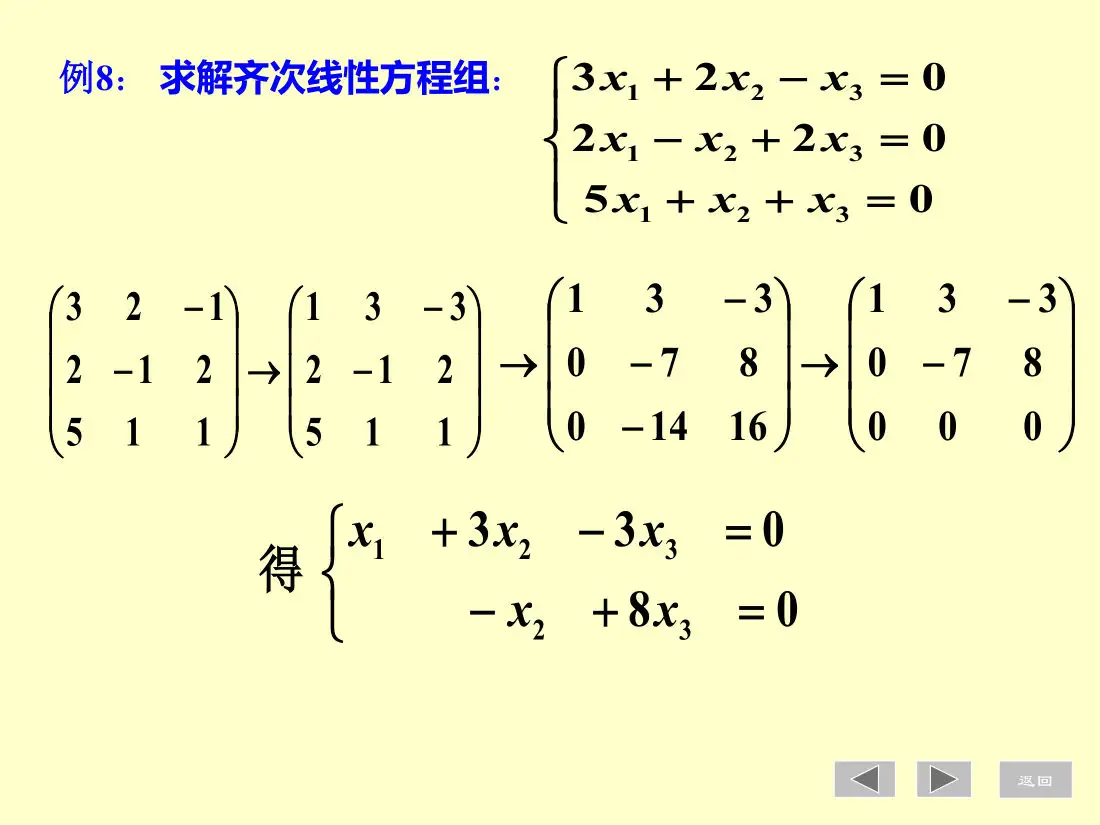 例8： 求解齐次线性方程组：
3x₁ + 2x₂ − x₃ = 0
2x₁ − x₂ + 2x₃ = 0
5x₁ + x₂ + x₃ = 0
3 2 −1 1 3 −3 1 3 −3 1 3 −3
2 −1 2 → 2 −1 2 → 0 −7 8 → 0 −7 8
5 1 1 5 1 1 0 −14 16 0 0 0
得
x₁ + 3x₂ − 3x₃ = 0
− x₂ + 8x₃ = 0
返回